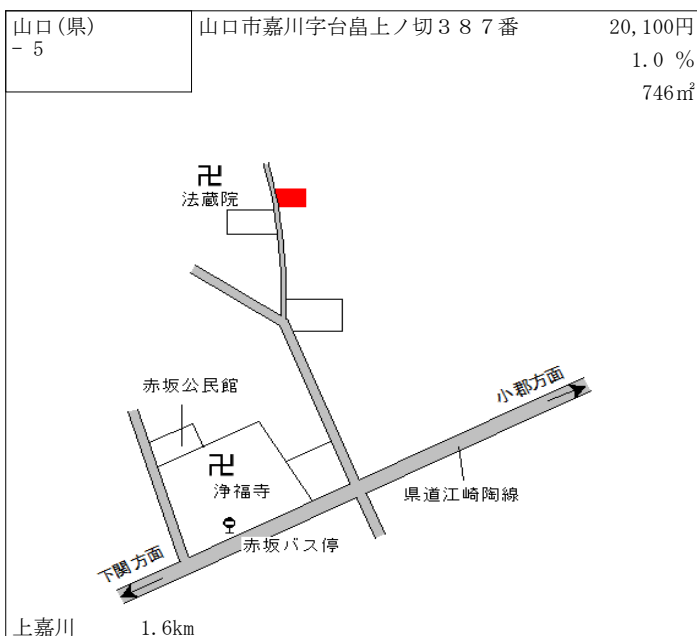 山口(県)
- 5
山口市嘉川字台畠上ノ切３８７番
20,100円
1.0 %
746㎡
卍
法蔵院
赤坂公民館
小郡方面
卍
浄福寺
県道江崎陶線
赤坂バス停
下関方面
上嘉川 1.6km